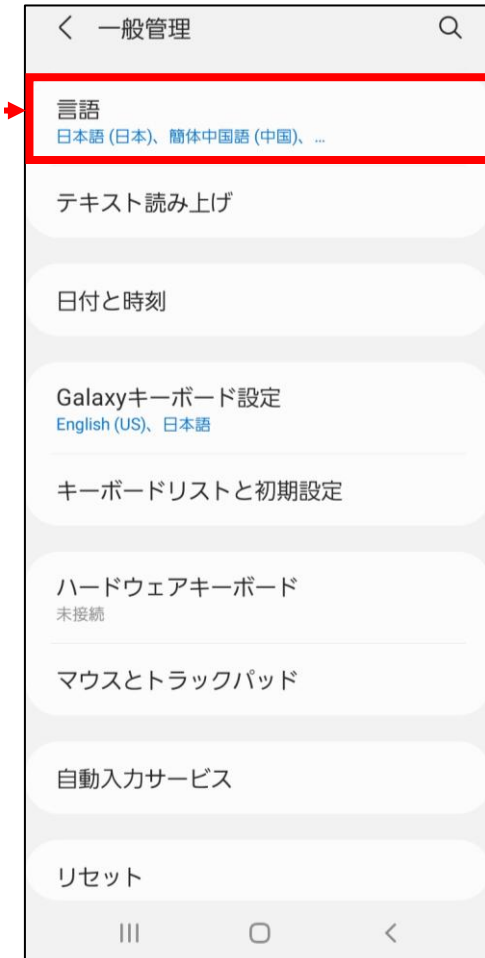 一般管理
言語
日本語 (日本)、簡体中国語 (中国)、...
テキスト読み上げ
日付と時刻
Galaxyキーボード設定
English (US)、日本語
キーボードリストと初期設定
ハードウェアキーボード
未接続
マウスとトラックパッド
自動入力サービス
リセット